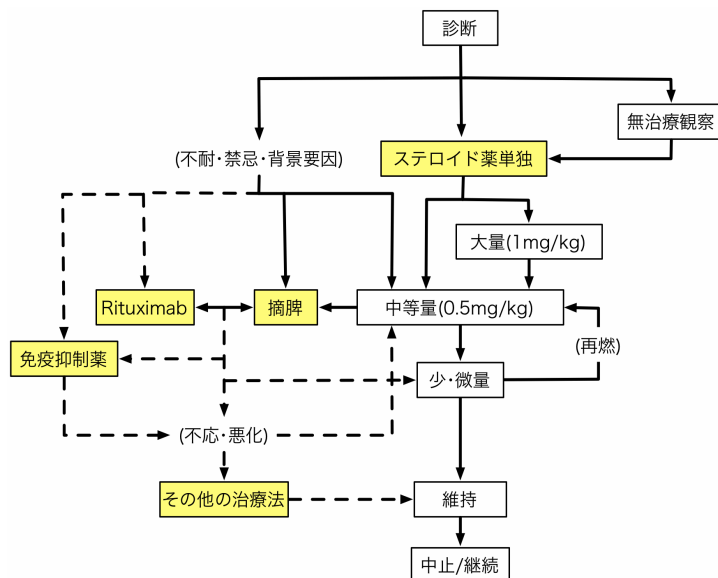 診断
無治療観察
(不耐・禁忌・背景要因)
ステロイド薬単独
大量(1mg/kg)
Rituximab
摘脾
中等量(0.5mg/kg)
(再燃)
免疫抑制薬
少・微量
(不応・悪化)
その他の治療法
維持
中止/継続